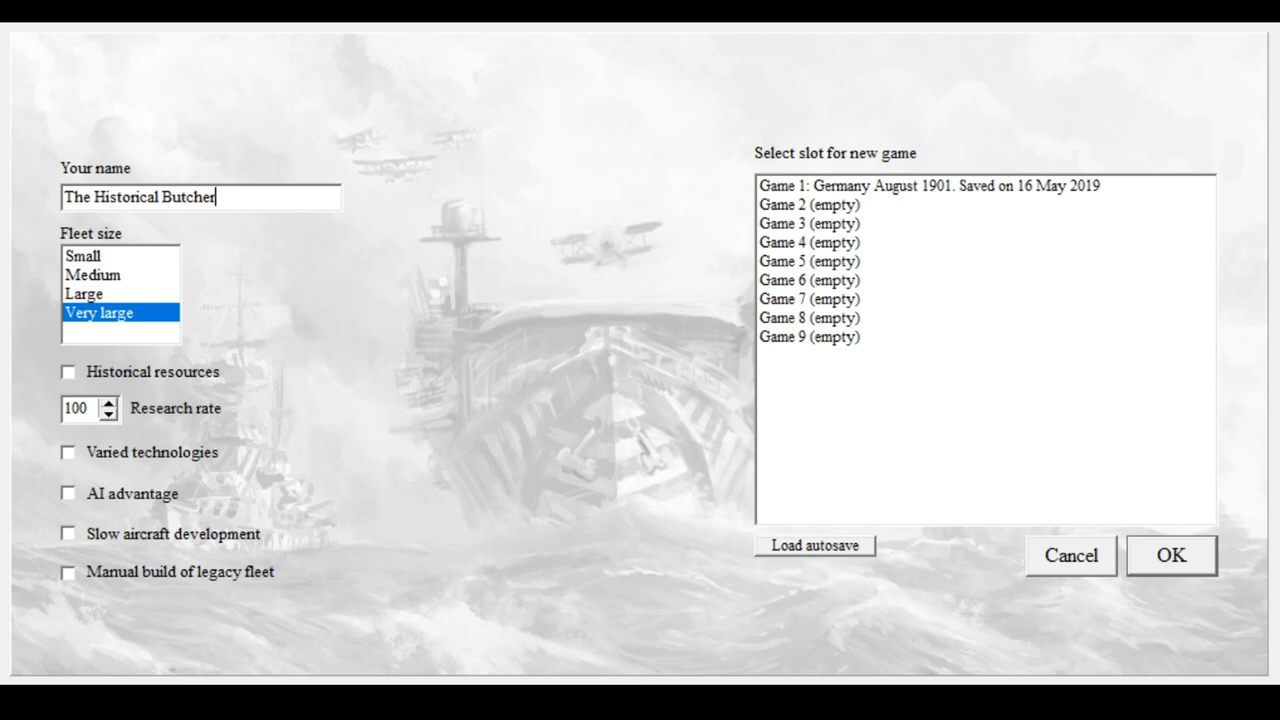 Your name
The Historical Butcher
Fleet size
Small
Medium
Large
Very large
Historical resources
100 Research rate
Varied technologies
AI advantage
Slow aircraft development
Manual build of legacy fleet
Select slot for new game
Game 1: Germany August 1901. Saved on 16 May 2019
Game 2 (empty)
Game 3 (empty)
Game 4 (empty)
Game 5 (empty)
Game 6 (empty)
Game 7 (empty)
Game 8 (empty)
Game 9 (empty)
Load autosave
Cancel
OK